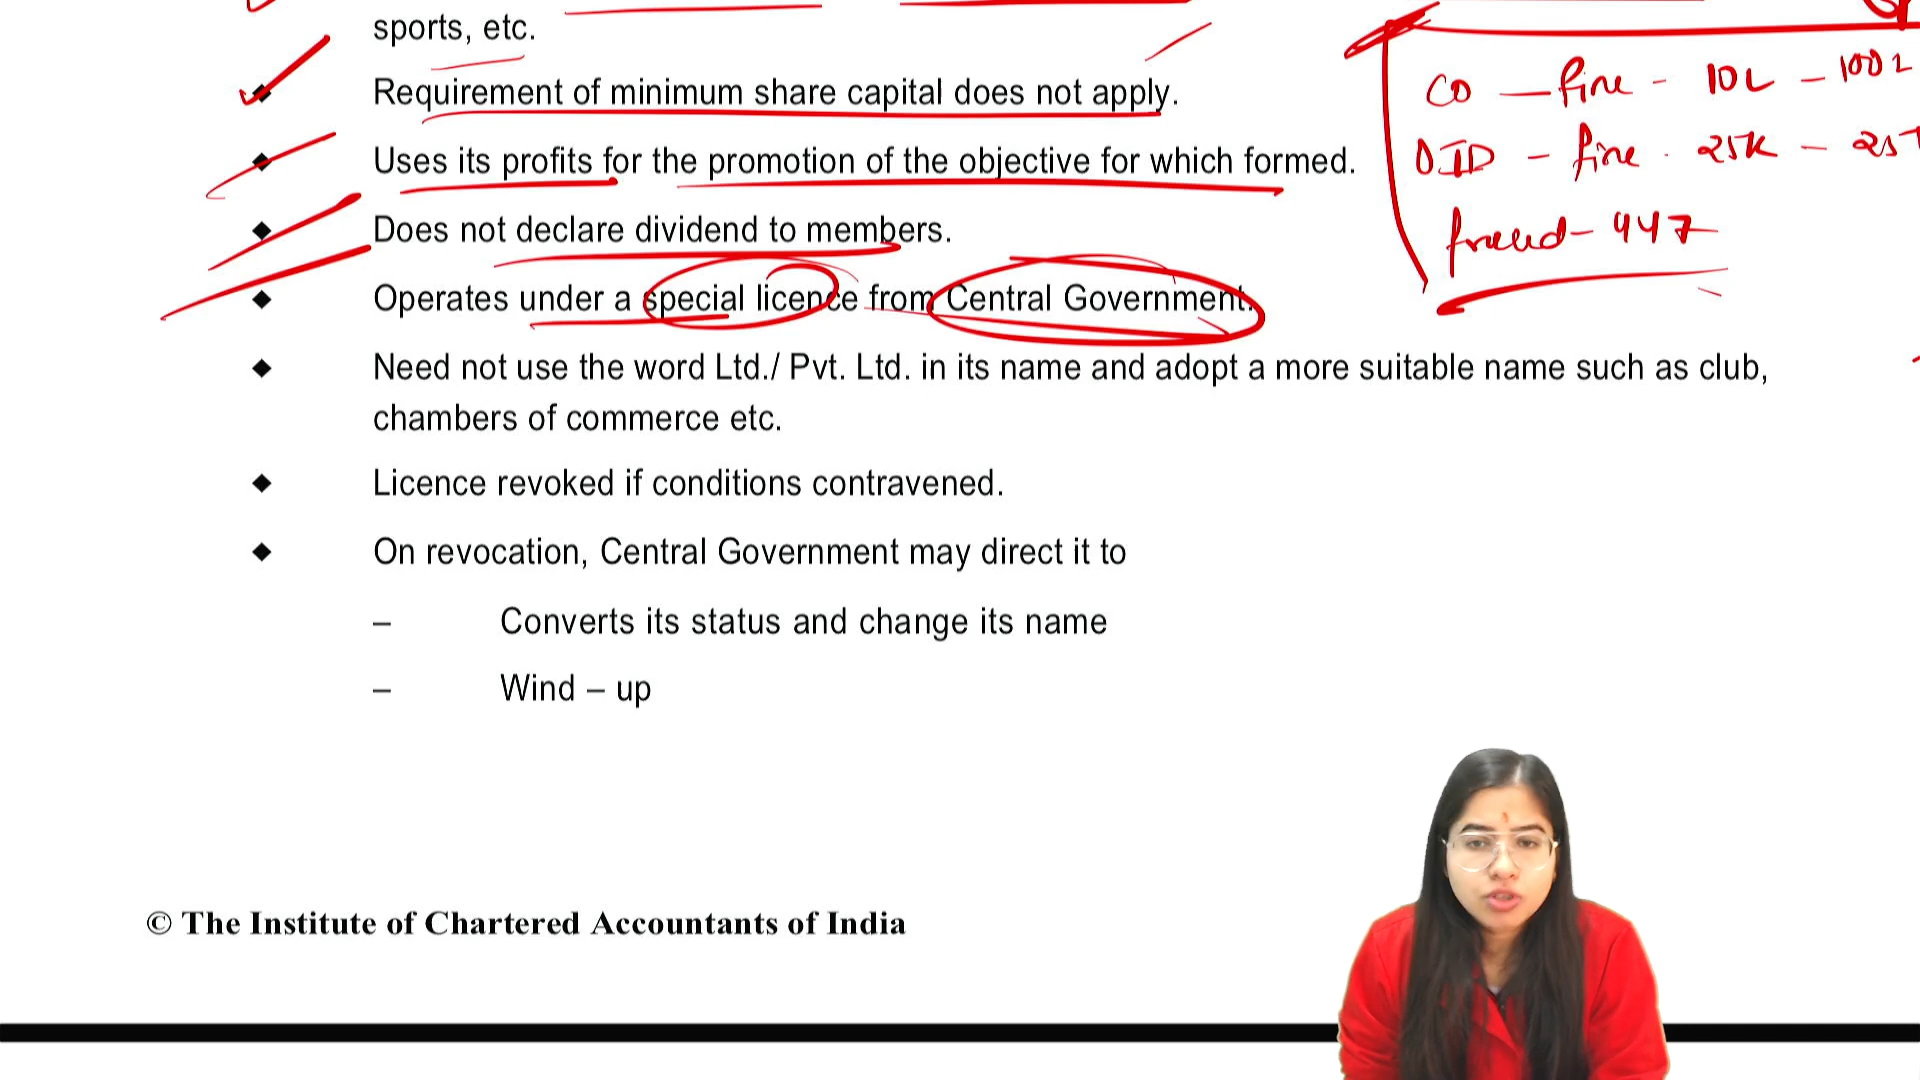 sports, etc.
Requirement of minimum share capital does not apply.
CO — fine - 10L - 100L
Uses its profits for the promotion of the objective for which formed.
OID - fine - 25K -
Does not declare dividend to members.
fraud - 447
Operates under a special licence from Central Government.
Need not use the word Ltd./ Pvt. Ltd. in its name and adopt a more suitable name such as club,
chambers of commerce etc.
Licence revoked if conditions contravened.
On revocation, Central Government may direct it to
– Converts its status and change its name
– Wind – up
© The Institute of Chartered Accountants of India